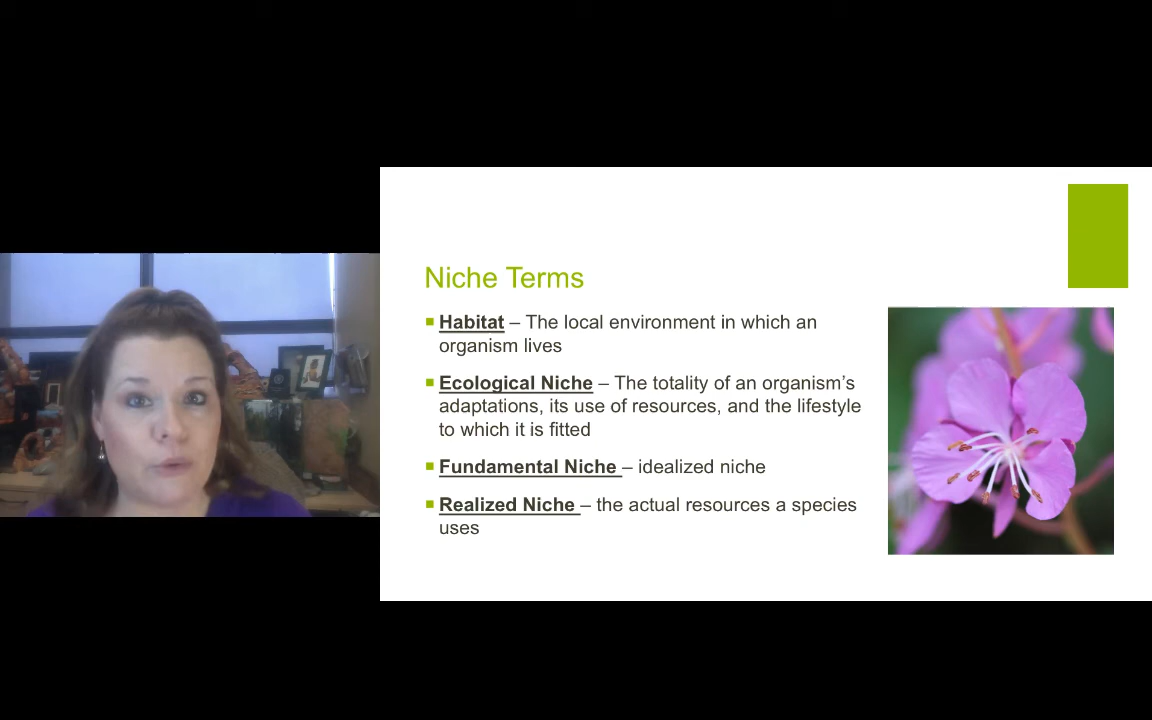 Niche Terms
Habitat – The local environment in which an
organism lives
Ecological Niche – The totality of an organism’s
adaptations, its use of resources, and the lifestyle
to which it is fitted
Fundamental Niche – idealized niche
Realized Niche – the actual resources a species
uses